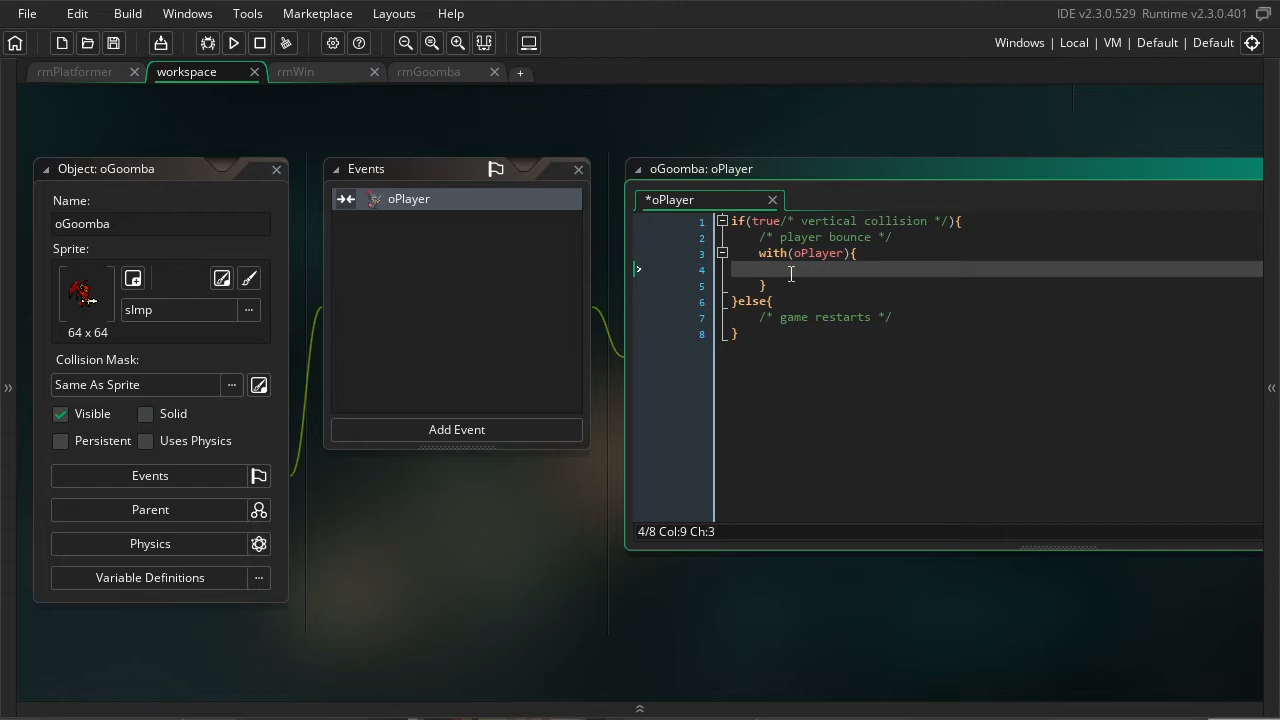 File Edit Build Windows Tools Marketplace Layouts Help IDE v2.3.0.529 Runtime v2.3.0.401
Windows | Local | VM | Default | Default
rmPlatformer workspace rmWin rmGoomba +
Object: oGoomba
Name:
oGoomba
Sprite:
sImp
...
64 x 64
Collision Mask:
Same As Sprite ...
Visible Solid
Persistent Uses Physics
Events
Parent
Physics
Variable Definitions ...
Events
oPlayer
Add Event
oGoomba: oPlayer
*oPlayer
1 if(true/* vertical collision */){
2 /* player bounce */
3 with(oPlayer){
4
5 }
6 }else{
7 /* game restarts */
8 }
4/8 Col:9 Ch:3